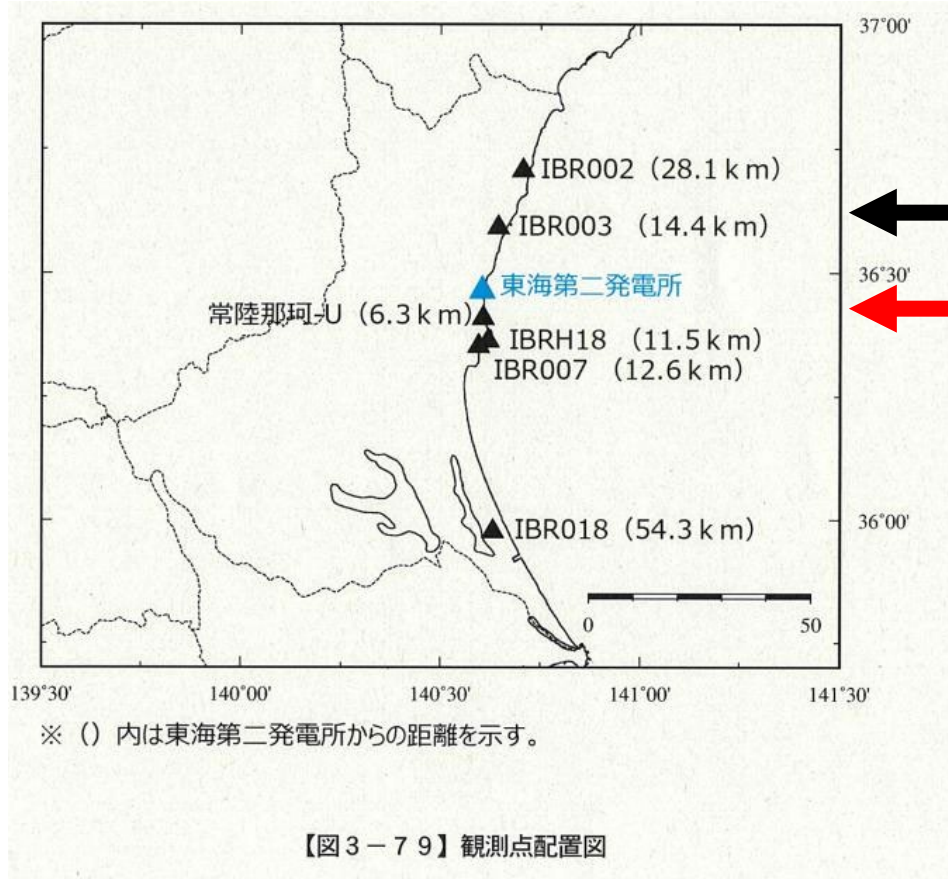 37°00'
IBR002（28.1ｋｍ）
IBR003 （14.4ｋｍ）
36°30'
東海第二発電所
常陸那珂I-U（6.3ｋｍ）
IBRH18 （11.5ｋｍ）
IBR007 （12.6ｋｍ）
36°00'
IBR018（54.3ｋｍ）
0
50
139°30'
140°00'
140°30'
141°00'
141°30'
※（）内は東海第二発電所からの距離を示す。
【図３－７９】観測点配置図